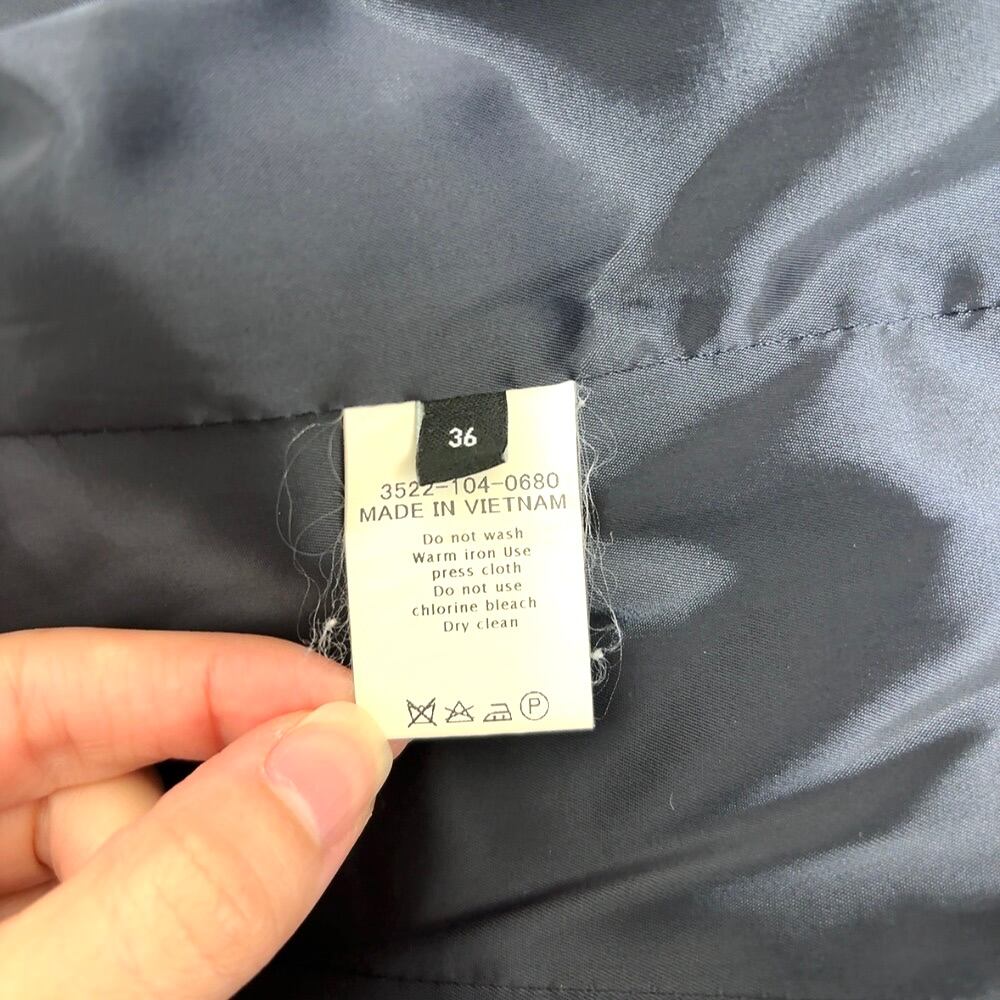 36
3522-104-0680
MADE IN VIETNAM
Do not wash
Warm iron Use
press cloth
Do not use
chlorine bleach
Dry clean
P